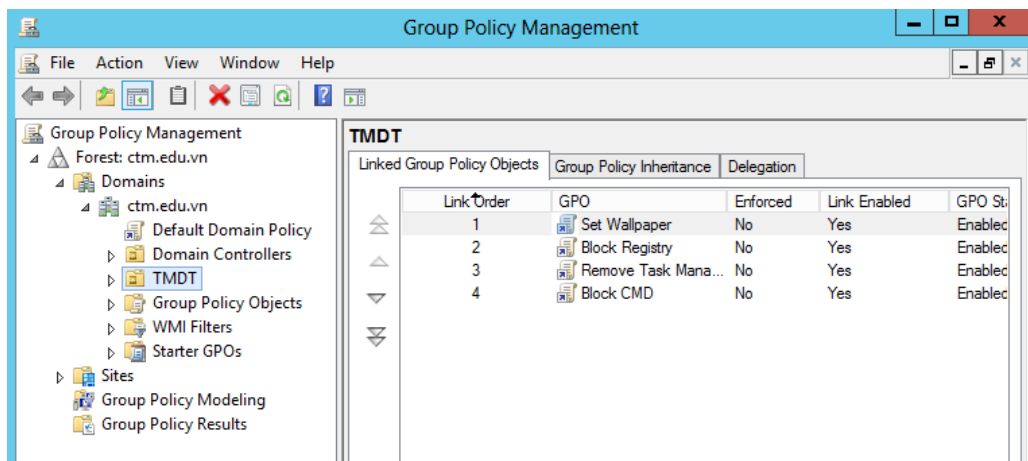 Group Policy Management
File Action View Window Help
Group Policy Management
Forest: ctm.edu.vn
Domains
ctm.edu.vn
Default Domain Policy
Domain Controllers
TMDT
Group Policy Objects
WMI Filters
Starter GPOs
Sites
Group Policy Modeling
Group Policy Results
TMDT
Linked Group Policy Objects Group Policy Inheritance Delegation
Link Order GPO Enforced Link Enabled GPO Sta
1 Set Wallpaper No Yes Enabled
2 Block Registry No Yes Enabled
3 Remove Task Mana... No Yes Enabled
4 Block CMD No Yes Enabled